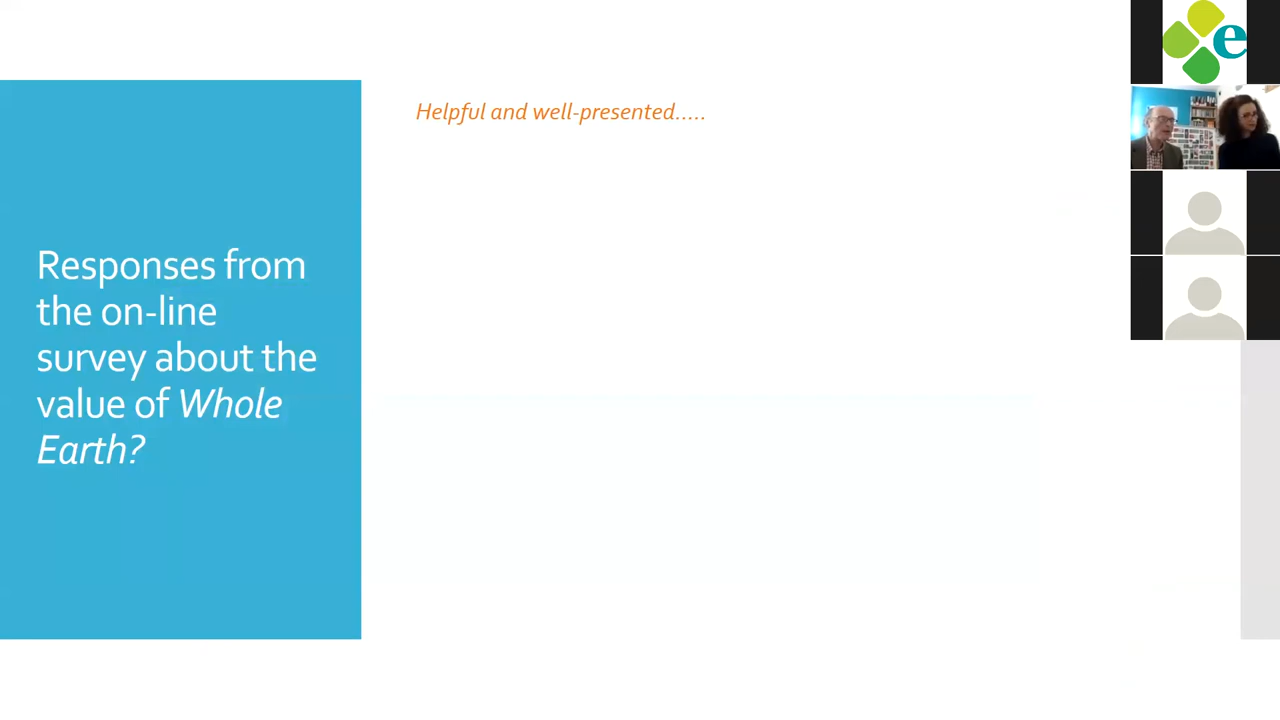 Helpful and well-presented.....
Responses from
the on-line
survey about the
value of Whole
Earth?
e